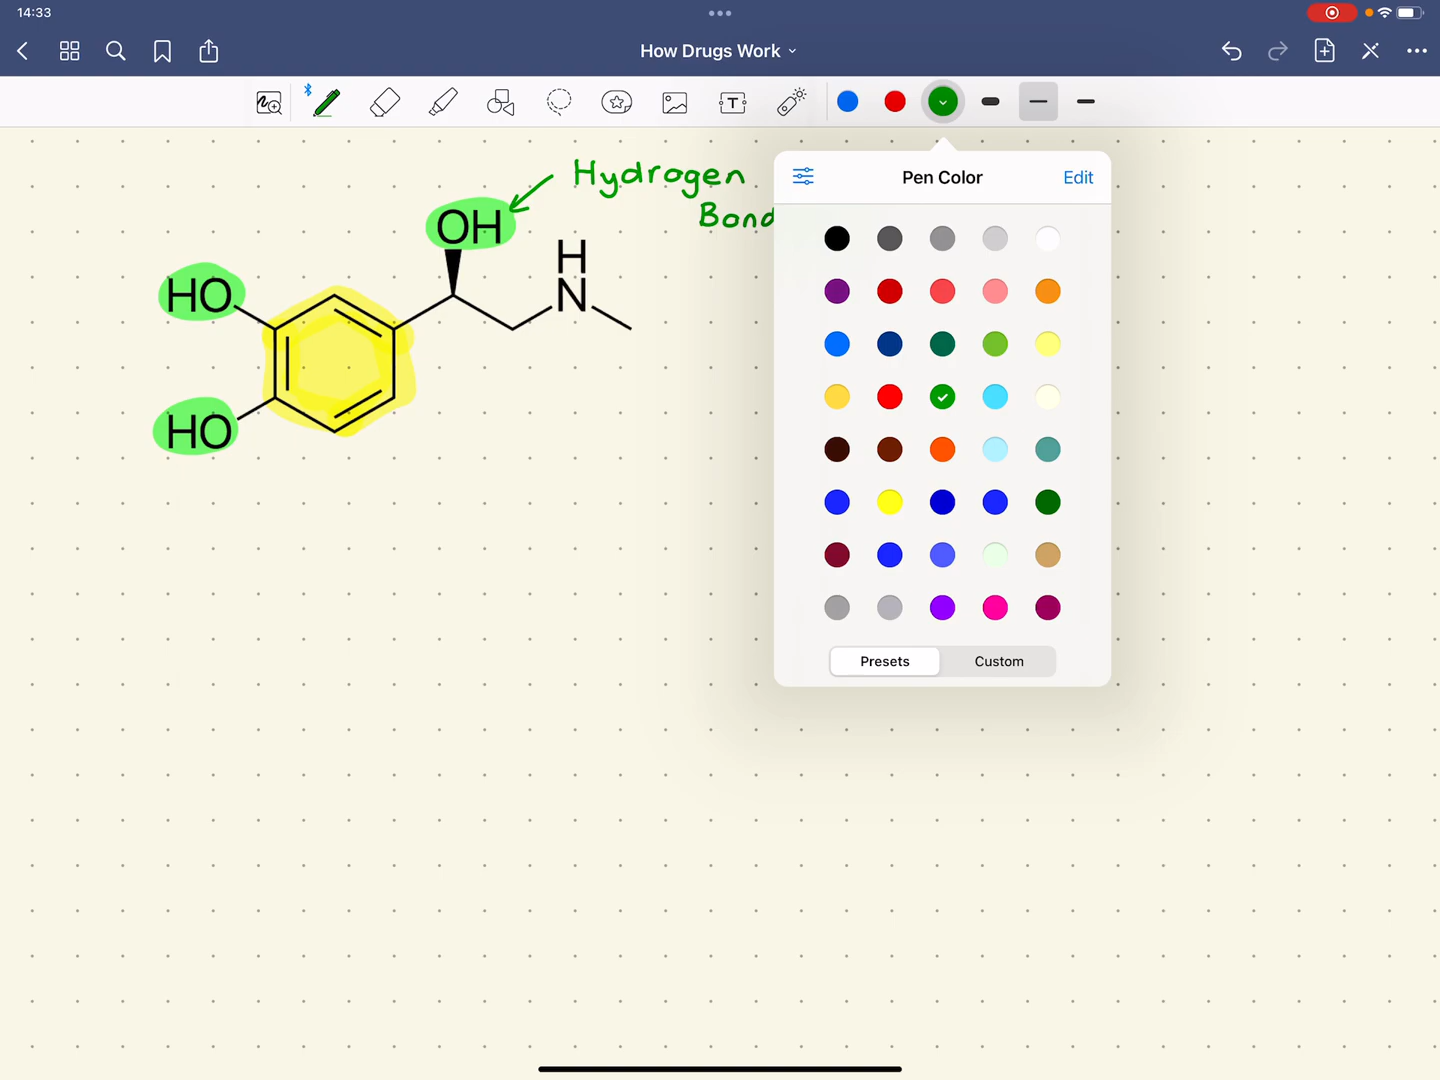 14:33
How Drugs Work
T
Hydrogen
Bond
Pen Color
Edit
OH
H
N
HO
HO
Presets
Custom